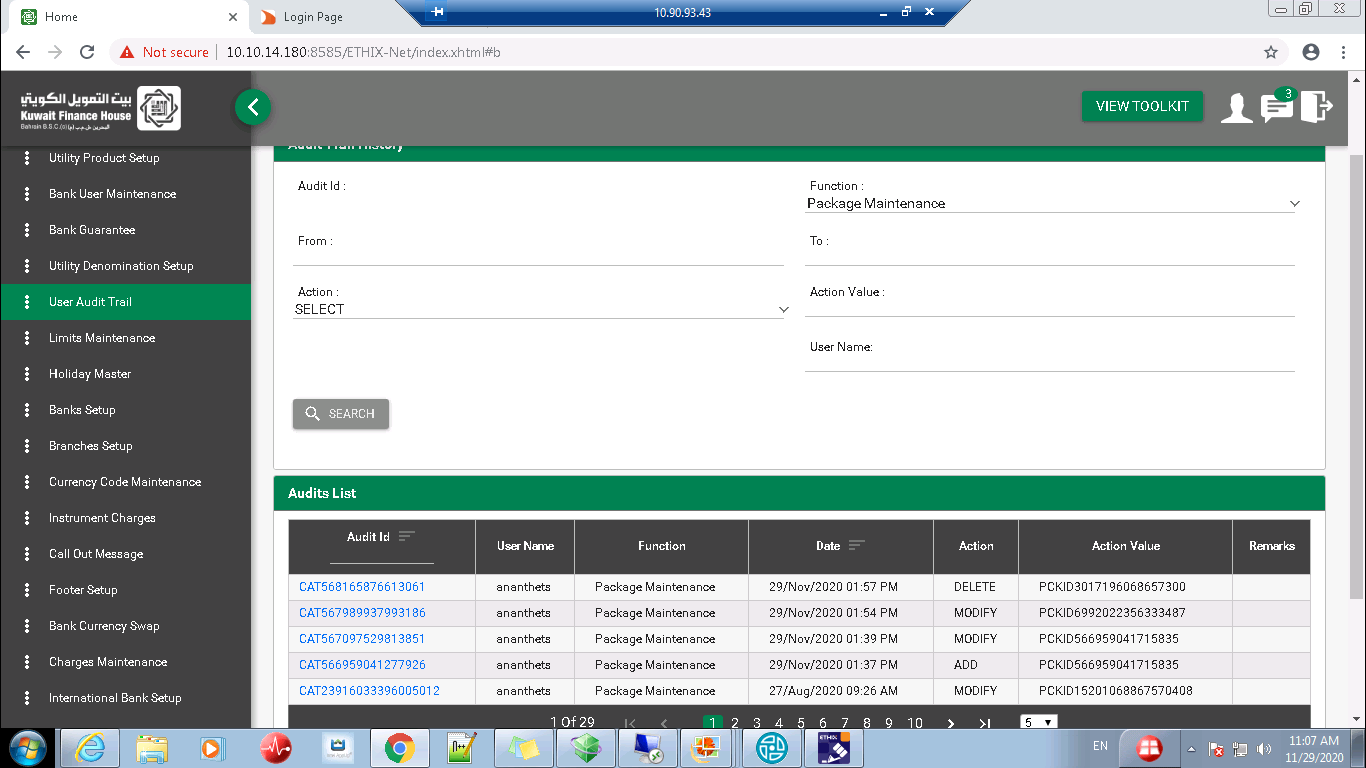 Home
Login Page
10.90.93.43
Not secure
10.10.14.180:8585/ETHIX-Net/index.xhtml#b
بيت التمويل الكويتي
Kuwait Finance House
Bahrain B.S.C.(c)
VIEW TOOLKIT
3
Audit Trail History
Utility Product Setup
Bank User Maintenance
Bank Guarantee
Utility Denomination Setup
User Audit Trail
Limits Maintenance
Holiday Master
Banks Setup
Branches Setup
Currency Code Maintenance
Instrument Charges
Call Out Message
Footer Setup
Bank Currency Swap
Charges Maintenance
International Bank Setup
Audit Id :
Function :
Package Maintenance
From :
To :
Action :
SELECT
Action Value :
User Name:
SEARCH
Audits List
Audit Id User Name Function Date Action Action Value Remarks
CAT568165876613061 ananthets Package Maintenance 29/Nov/2020 01:57 PM DELETE PCKID3017196068657300
CAT567989937993186 ananthets Package Maintenance 29/Nov/2020 01:54 PM MODIFY PCKID6992022356333487
CAT567097529813851 ananthets Package Maintenance 29/Nov/2020 01:39 PM MODIFY PCKID566959041715835
CAT566959041277926 ananthets Package Maintenance 29/Nov/2020 01:37 PM ADD PCKID566959041715835
CAT23916033396005012 ananthets Package Maintenance 27/Aug/2020 09:26 AM MODIFY PCKID15201068867570408
1 Of 29 1 2 3 4 5 6 7 8 9 10 5
ETHIX
EN
11:07 AM
11/29/2020